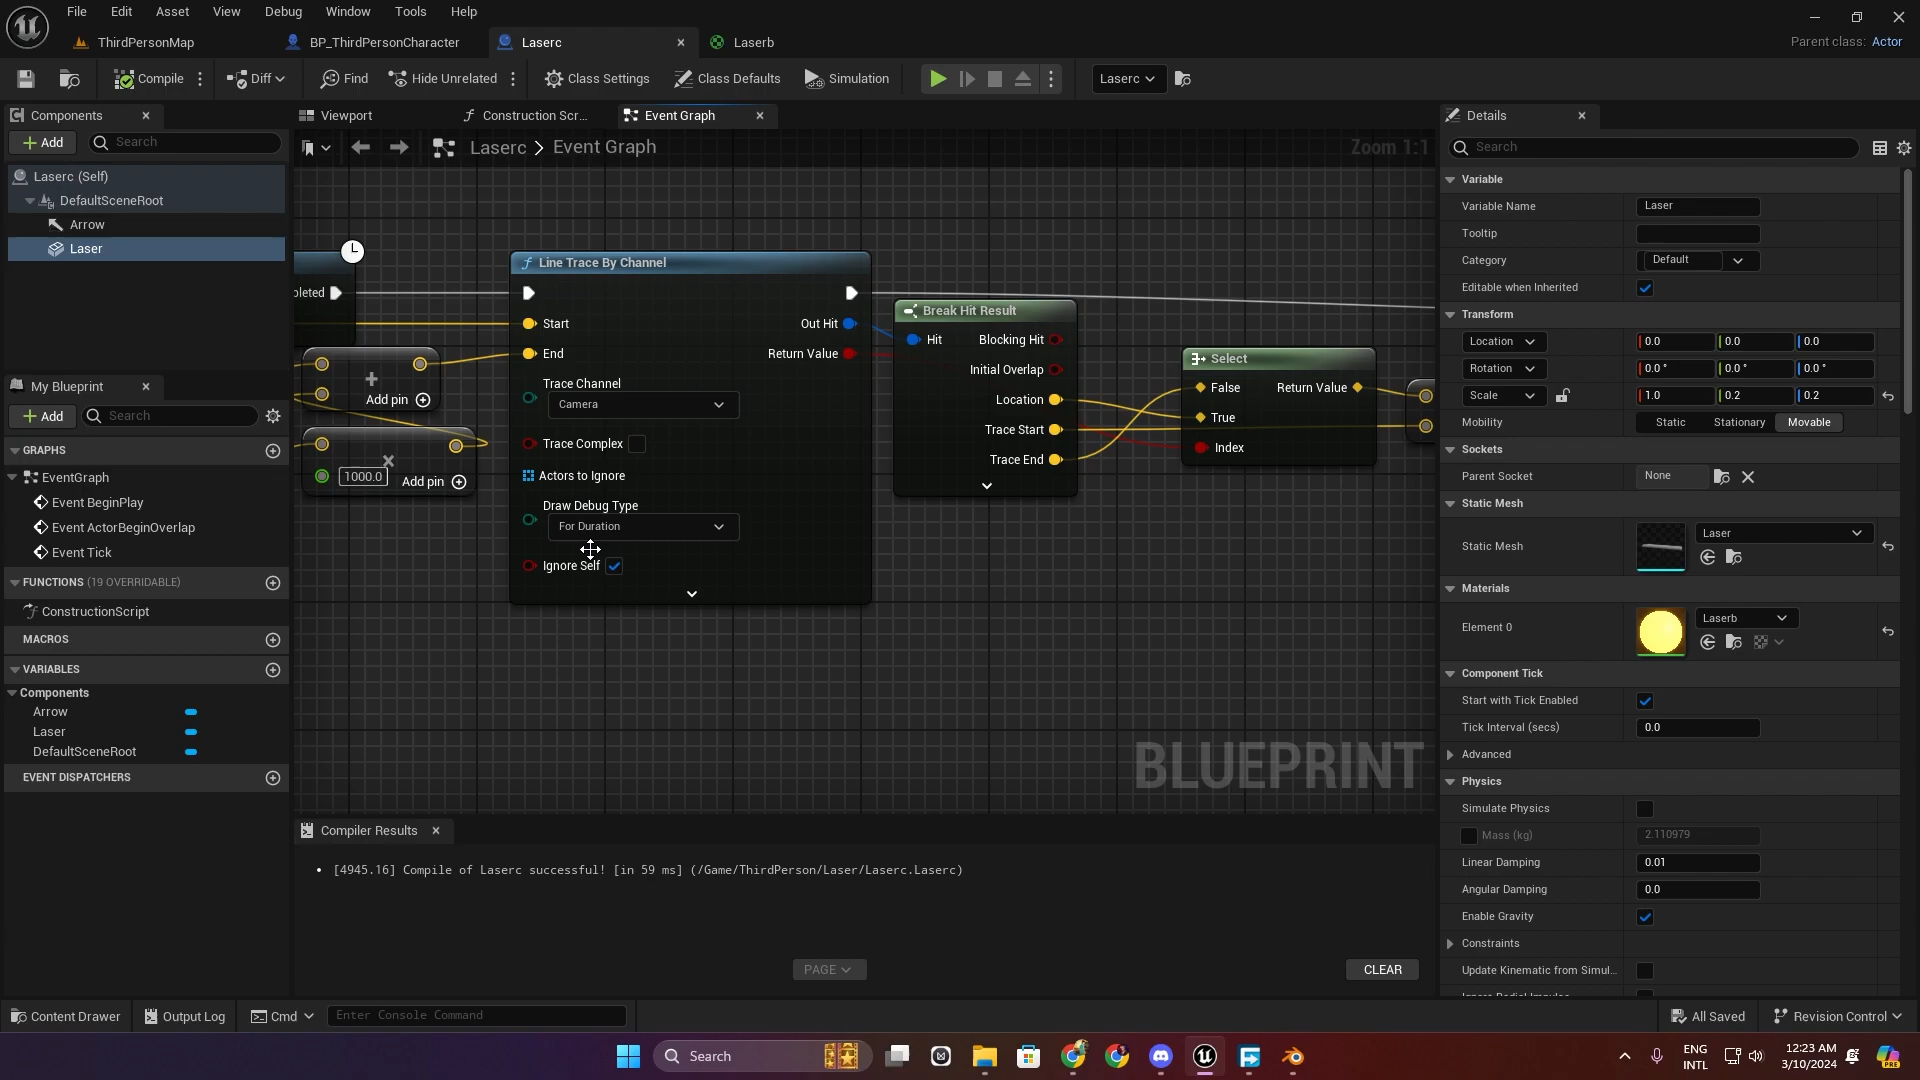 File Edit Asset View Debug Window Tools Help
ThirdPersonMap BP_ThirdPersonCharacter Laserc Laserb
Parent class: Actor
Compile Diff Find Hide Unrelated Class Settings Class Defaults Simulation Laserc
Components
Add Search
Laserc (Self)
DefaultSceneRoot
Arrow
Laser
My Blueprint
Add Search
GRAPHS
EventGraph
Event BeginPlay
Event ActorBeginOverlap
Event Tick
FUNCTIONS (19 OVERRIDABLE)
ConstructionScript
MACROS
VARIABLES
Components
Arrow
Laser
DefaultSceneRoot
EVENT DISPATCHERS
Viewport Construction Scr... Event Graph
Laserc > Event Graph
Zoom 1:1
pleted
Add pin
1000.0 Add pin
Line Trace By Channel
Start Out Hit
End Return Value
Trace Channel
Camera
Trace Complex
Actors to Ignore
Draw Debug Type
For Duration
Ignore Self
Break Hit Result
Hit Blocking Hit
Initial Overlap
Location
Trace Start
Trace End
Select
False Return Value
True
Index
BLUEPRINT
Compiler Results
[4945.16] Compile of Laserc successful! [in 59 ms] (/Game/ThirdPerson/Laser/Laserc.Laserc)
PAGE CLEAR
Details
Search
Variable
Variable Name Laser
Tooltip
Category Default
Editable when Inherited
Transform
Location 0.0 0.0 0.0
Rotation 0.0 ° 0.0 ° 0.0 °
Scale 1.0 0.2 0.2
Mobility Static Stationary Movable
Sockets
Parent Socket None
Static Mesh
Static Mesh Laser
Materials
Element 0 Laserb
Component Tick
Start with Tick Enabled
Tick Interval (secs) 0.0
Advanced
Physics
Simulate Physics
Mass (kg) 2.110979
Linear Damping 0.01
Angular Damping 0.0
Enable Gravity
Constraints
Update Kinematic from Simul...
Content Drawer Output Log Cmd Enter Console Command All Saved Revision Control
Search ENG INTL 12:23 AM 3/10/2024